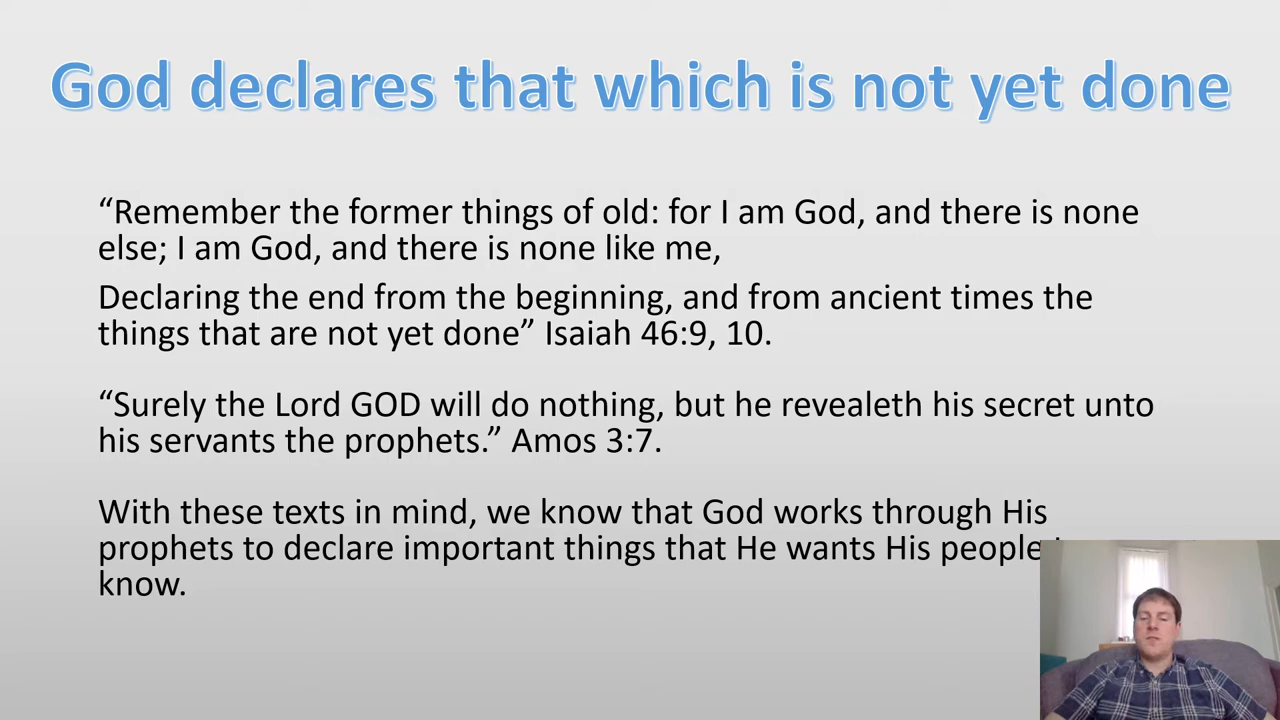 God declares that which is not yet done
“Remember the former things of old: for I am God, and there is none
else; I am God, and there is none like me,
Declaring the end from the beginning, and from ancient times the
things that are not yet done” Isaiah 46:9, 10.
“Surely the Lord GOD will do nothing, but he revealeth his secret unto
his servants the prophets.” Amos 3:7.
With these texts in mind, we know that God works through His
prophets to declare important things that He wants His people
know.